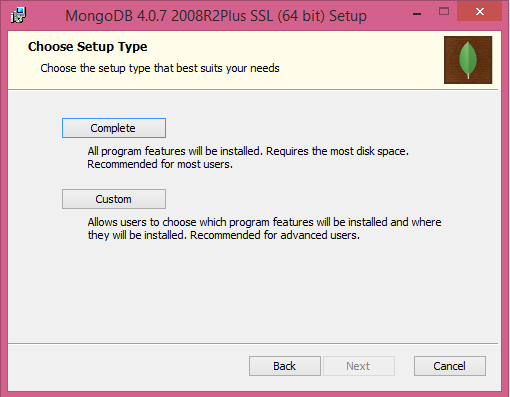 MongoDB 4.0.7 2008R2Plus SSL (64 bit) Setup
Choose Setup Type
Choose the setup type that best suits your needs
Complete
All program features will be installed. Requires the most disk space.
Recommended for most users.
Custom
Allows users to choose which program features will be installed and where
they will be installed. Recommended for advanced users.
Back Next Cancel